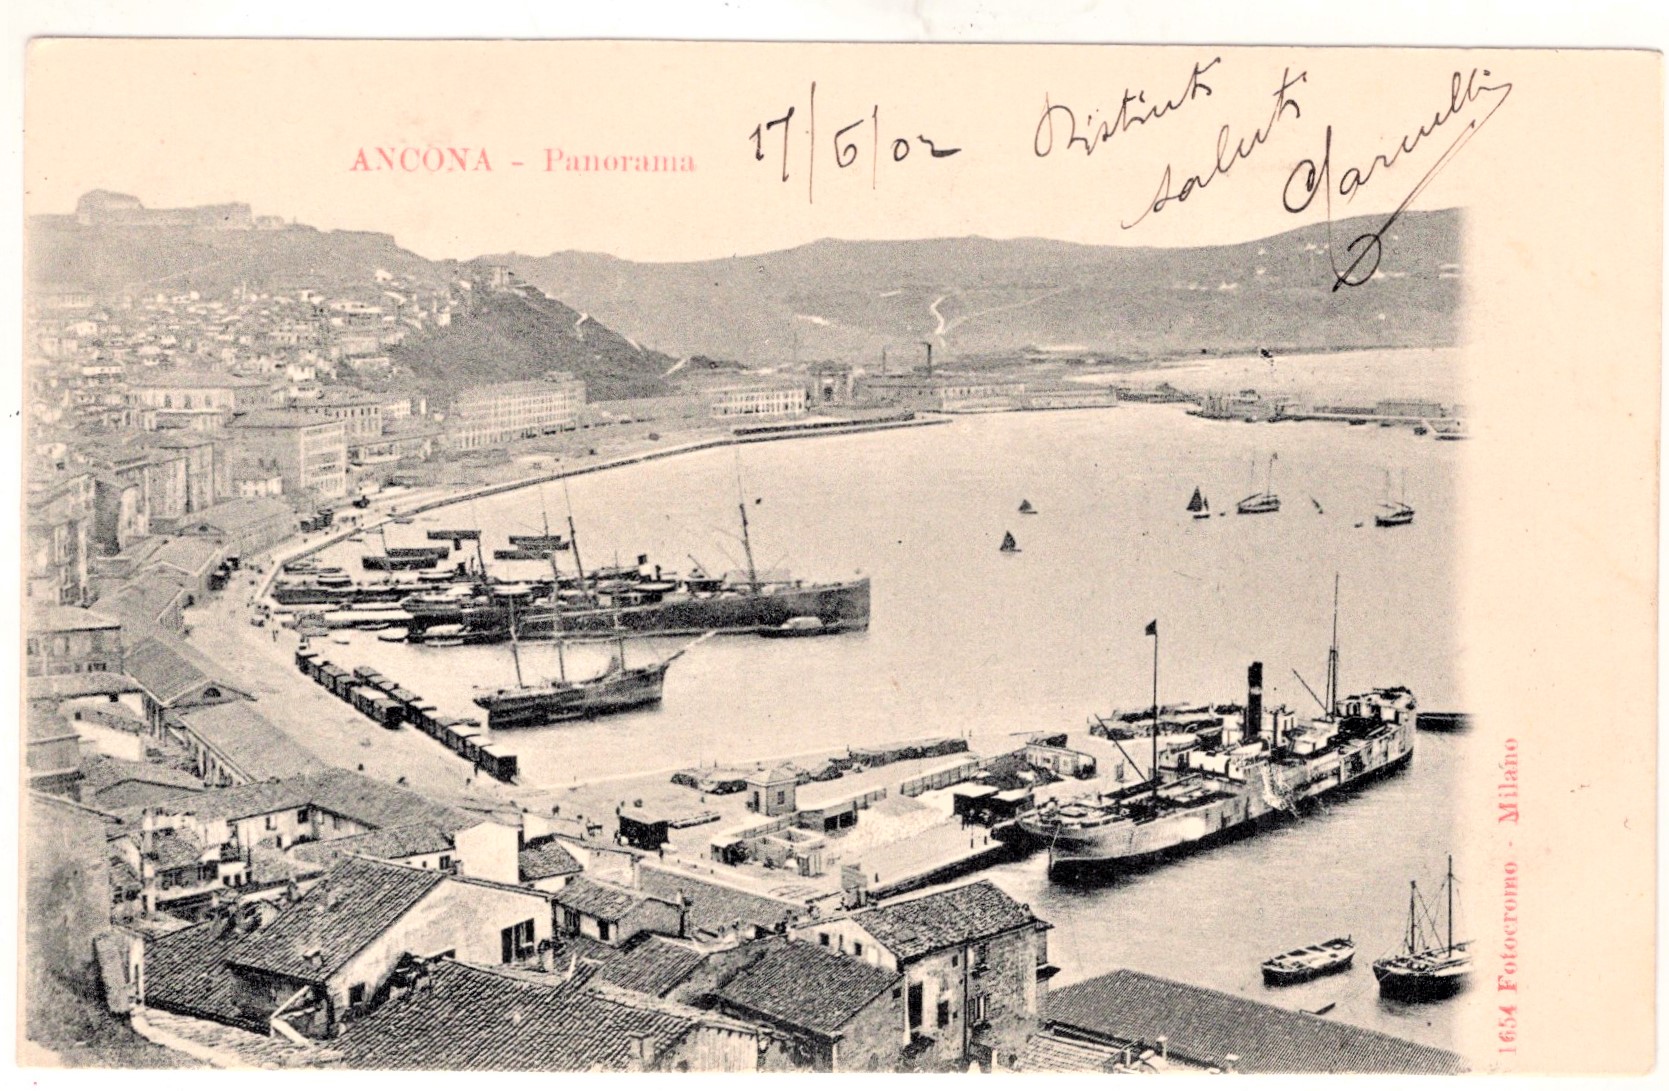 ANCONA - Panorama
17/6/02
Distinti
saluti
1654 Fotocromo - Milano